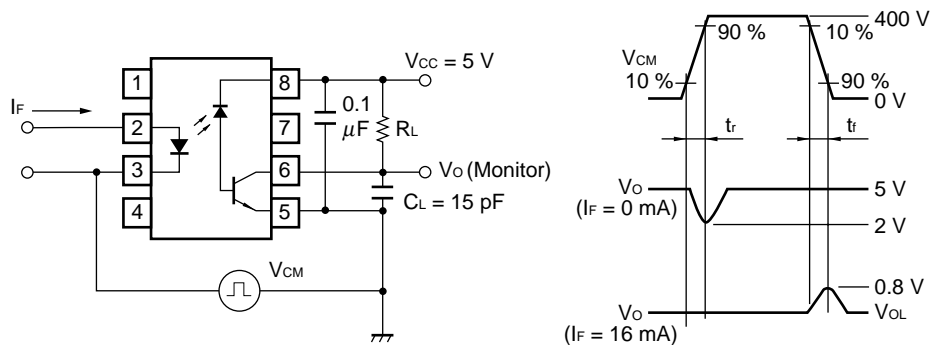 1
2
3
4
8
7
6
5
IF
VCC = 5 V
0.1
μF
RL
VO (Monitor)
CL = 15 pF
VCM
VCM
10 %
90 %
10 %
90 %
400 V
0 V
tr
tf
VO
(IF = 0 mA)
5 V
2 V
VO
(IF = 16 mA)
0.8 V
VOL